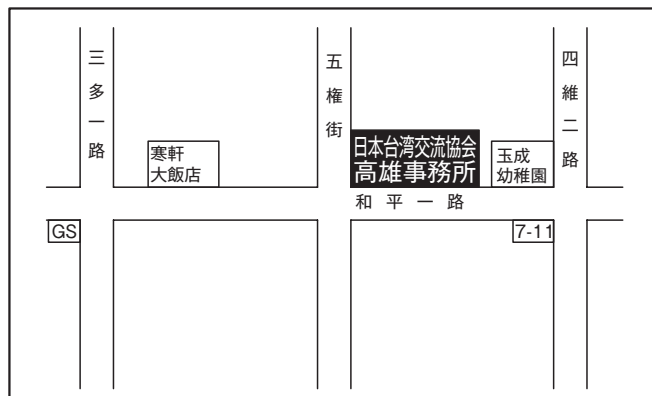 三多一路
五権街
四維二路
寒軒
大飯店
日本台湾交流協会
高雄事務所
玉成
幼稚園
和平一路
GS
7-11